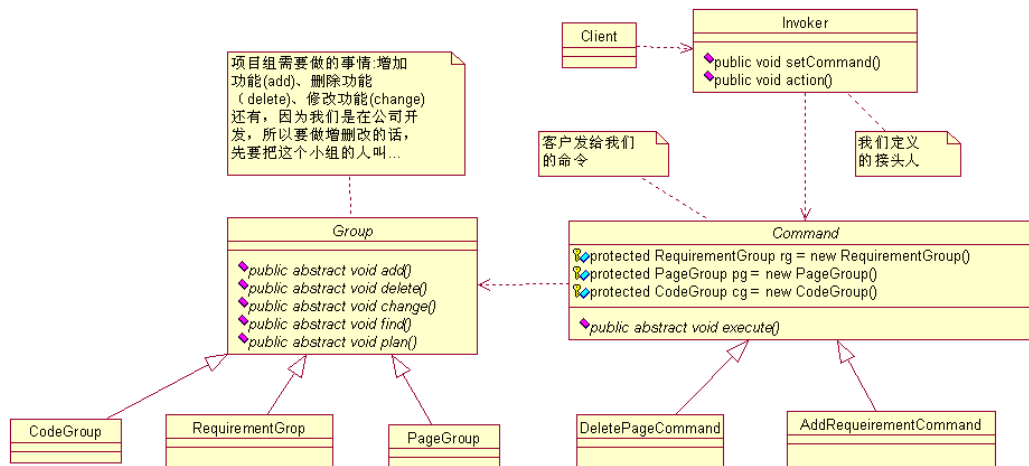 Client
Invoker
public void setCommand()
public void action()
项目组需要做的事情:增加
功能(add)、删除功能
（delete)、修改功能(change)
还有，因为我们是在公司开
发，所以要做增删改的话，
先要把这个小组的人叫...
客户发给我们
的命令
我们定义
的接头人
Group
public abstract void add()
public abstract void delete()
public abstract void change()
public abstract void find()
public abstract void plan()
Command
protected RequirementGroup rg = new RequirementGroup()
protected PageGroup pg = new PageGroup()
protected CodeGroup cg = new CodeGroup()
public abstract void execute()
CodeGroup
RequirementGrop
PageGroup
DeletePageCommand
AddRequeirementCommand